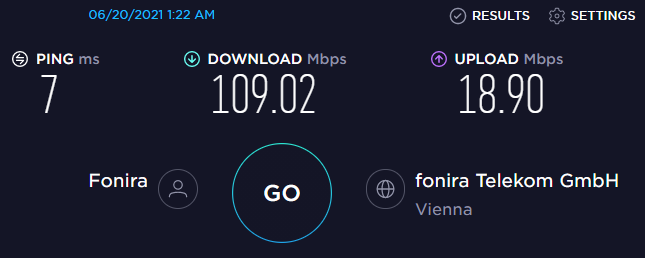 06/20/2021 1:22 AM
RESULTS SETTINGS
PING ms DOWNLOAD Mbps UPLOAD Mbps
7 109.02 18.90
Fonira GO fonira Telekom GmbH
Vienna